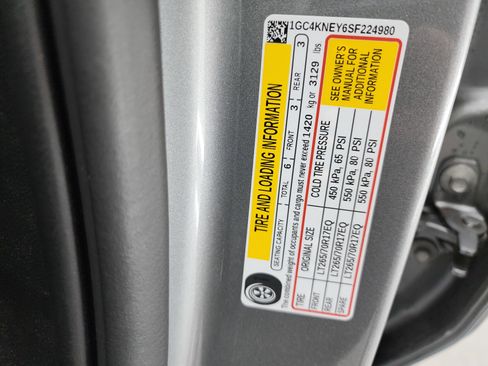 1GC4KNEY6SF224980
TIRE AND LOADING INFORMATION
SEATING CAPACITY TOTAL 6 FRONT 3 REAR 3
The combined weight of occupants and cargo must never exceed 1420 kg or 3129 lbs
TIRE ORIGINAL SIZE COLD TIRE PRESSURE
FRONT LT265/70R17EQ 450 kPa, 65 PSI
REAR LT265/70R17EQ 550 kPa, 80 PSI
SPARE LT265/70R17EQ 550 kPa, 80 PSI
SEE OWNER'S
MANUAL FOR
ADDITIONAL
INFORMATION